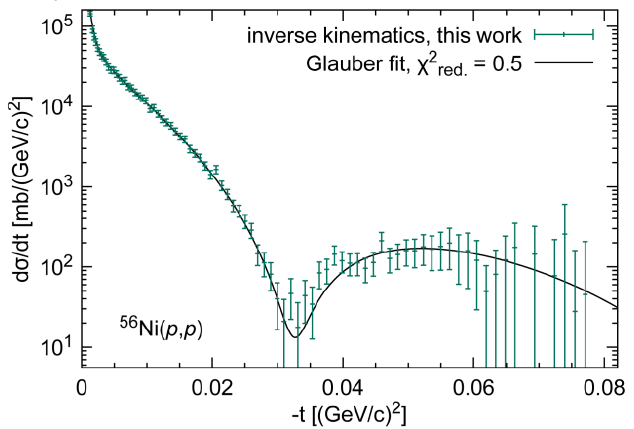 inverse kinematics, this work
Glauber fit, χ²red. = 0.5
10⁵
10⁴
10³
10²
10¹
dσ/dt [mb/(GeV/c)²]
⁵⁶Ni(p,p)
0 0.02 0.04 0.06 0.08
-t [(GeV/c)²]